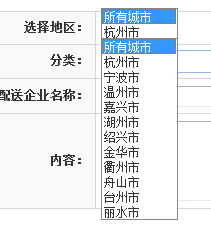 选择地区：
所有城市
杭州市
所有城市
分类：
杭州市
宁波市
温州市
配送企业名称：
嘉兴市
湖州市
绍兴市
内容：
金华市
衢州市
舟山市
台州市
丽水市